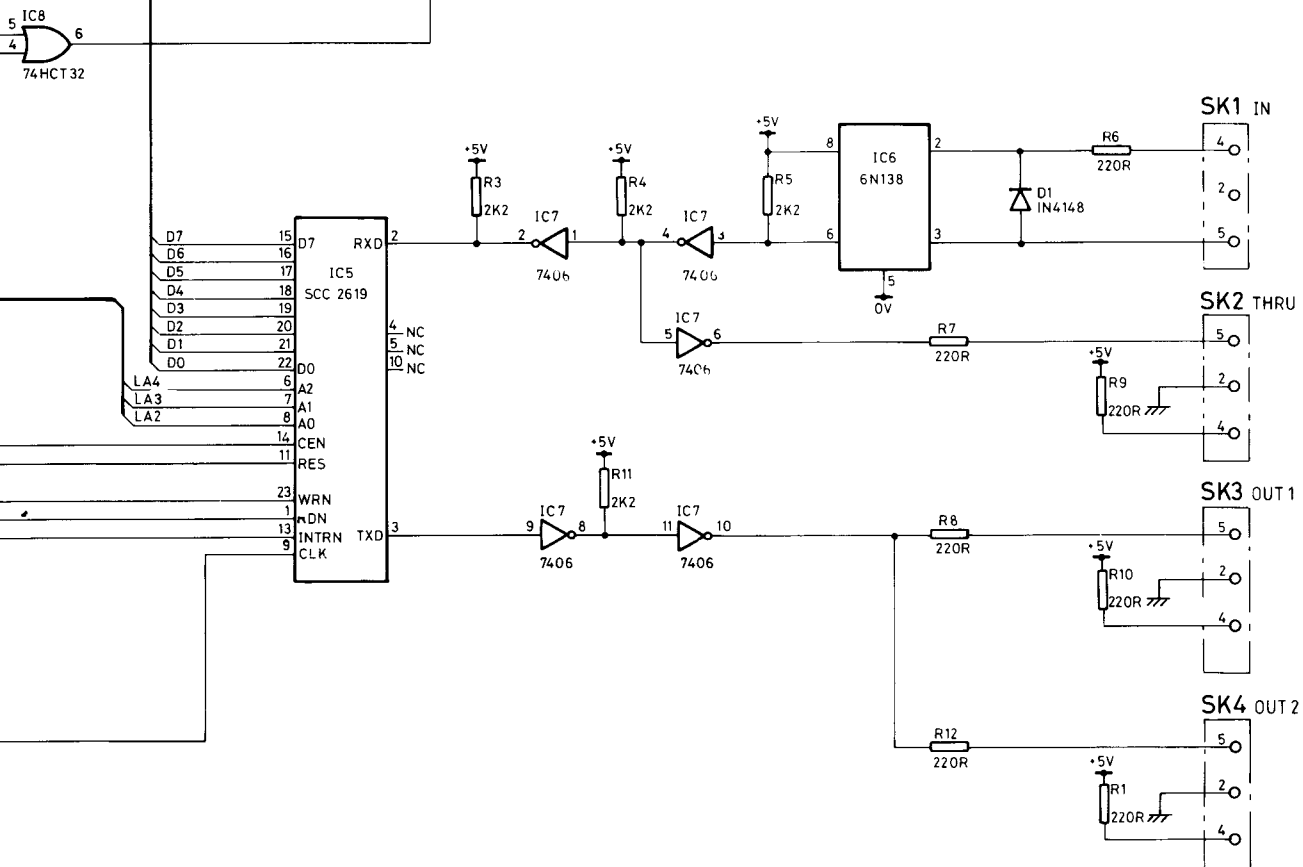 IC8
5
4
6
74HCT32
SK1 IN
4
2
5
R6
220R
D1
IN4148
+5V
8
IC6
6N138
2
3
6
5
0V
R5
2K2
+5V
R4
2K2
+5V
R3
2K2
IC7
4
3
7406
IC7
2
1
7406
IC7
5
6
7406
R7
220R
SK2 THRU
5
2
4
+5V
R9
220R
D7
D6
D5
D4
D3
D2
D1
D0
LA4
LA3
LA2
15 D7
16
17
18
19
20
21
22 D0
6 A2
7 A1
8 A0
14 CEN
11 RES
23 WRN
1 RDN
13 INTRN
9 CLK
IC5
SCC 2619
RXD 2
4 NC
5 NC
10 NC
TXD 3
9
IC7
8
7406
+5V
R11
2K2
11
IC7
10
7406
R8
220R
SK3 OUT 1
5
2
4
+5V
R10
220R
R12
220R
SK4 OUT 2
5
2
4
+5V
R1
220R